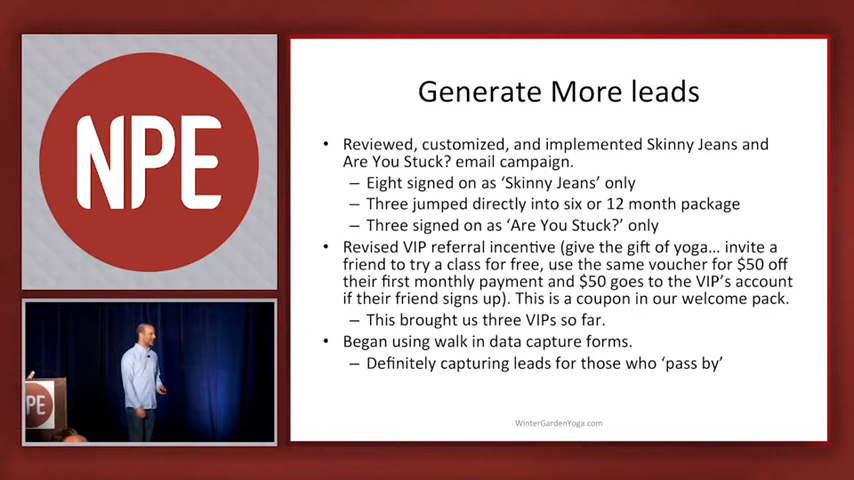 NPE
Generate More leads
• Reviewed, customized, and implemented Skinny Jeans and
Are You Stuck? email campaign.
– Eight signed on as ‘Skinny Jeans’ only
– Three jumped directly into six or 12 month package
– Three signed on as ‘Are You Stuck?’ only
• Revised VIP referral incentive (give the gift of yoga… invite a
friend to try a class for free, use the same voucher for $50 off
their first monthly payment and $50 goes to the VIP’s account
if their friend signs up). This is a coupon in our welcome pack.
– This brought us three VIPs so far.
• Began using walk in data capture forms.
– Definitely capturing leads for those who ‘pass by’
WinterGardenYoga.com
PE